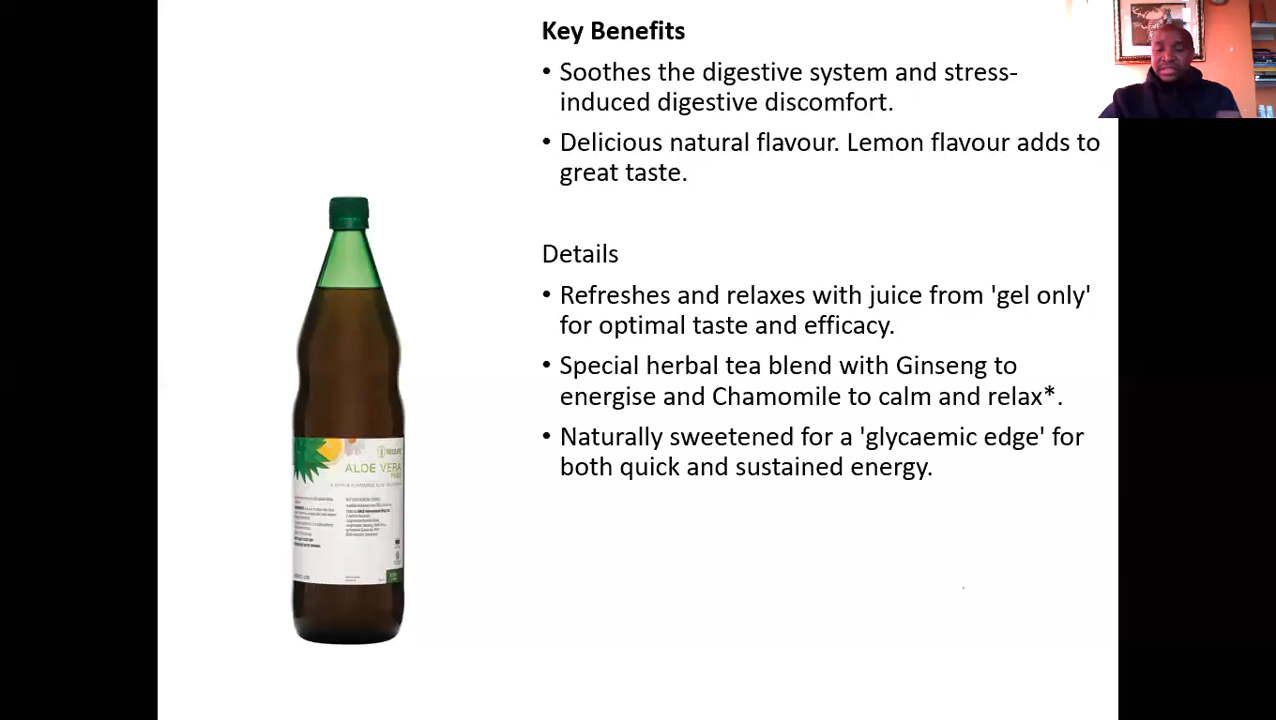 Key Benefits
• Soothes the digestive system and stress-
induced digestive discomfort.
• Delicious natural flavour. Lemon flavour adds to
great taste.
Details
• Refreshes and relaxes with juice from 'gel only'
for optimal taste and efficacy.
• Special herbal tea blend with Ginseng to
energise and Chamomile to calm and relax*.
• Naturally sweetened for a 'glycaemic edge' for
both quick and sustained energy.
ALOE VERA